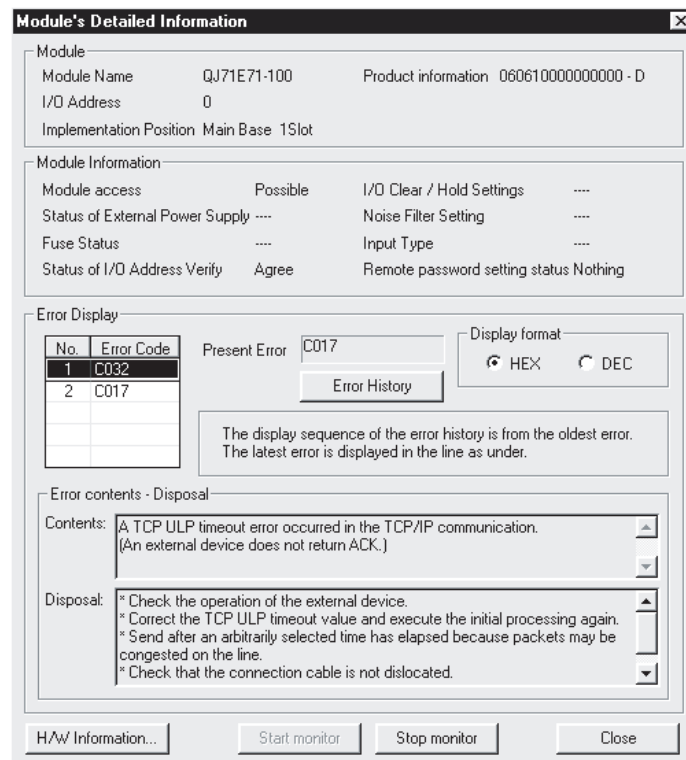 Module's Detailed Information
Module
Module Name QJ71E71-100 Product information 060610000000000 - D
I/O Address 0
Implementation Position Main Base 1Slot
Module Information
Module access Possible I/O Clear / Hold Settings ----
Status of External Power Supply ---- Noise Filter Setting ----
Fuse Status ---- Input Type ----
Status of I/O Address Verify Agree Remote password setting status Nothing
Error Display
No. Error Code
1 C032
2 C017
Present Error C017
Error History
Display format
HEX DEC
The display sequence of the error history is from the oldest error.
The latest error is displayed in the line as under.
Error contents - Disposal
Contents: A TCP ULP timeout error occurred in the TCP/IP communication.
(An external device does not return ACK.)
Disposal: * Check the operation of the external device.
* Correct the TCP ULP timeout value and execute the initial processing again.
* Send after an arbitrarily selected time has elapsed because packets may be
congested on the line.
* Check that the connection cable is not dislocated.
H/W Information... Start monitor Stop monitor Close